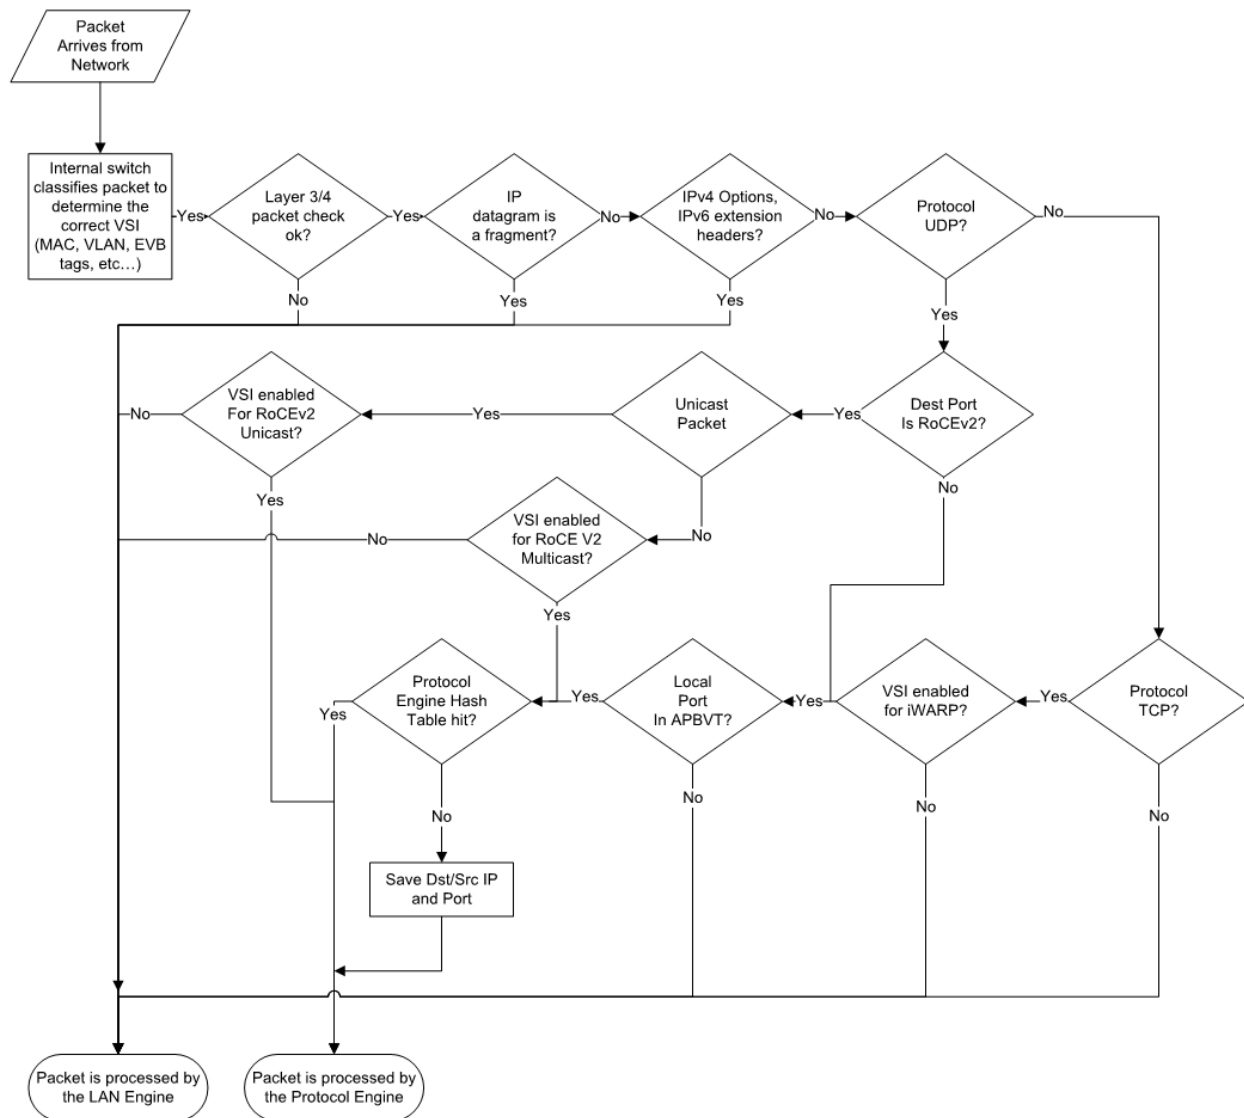 Packet
Arrives from
Network
Internal switch
classifies packet to
determine the
correct VSI
(MAC, VLAN, EVB
tags, etc…)
Yes
Layer 3/4
packet check
ok?
Yes
IP
datagram is
a fragment?
No
IPv4 Options,
IPv6 extension
headers?
No
Protocol
UDP?
No
No
Yes
Yes
Yes
VSI enabled
For RoCEv2
Unicast?
No
Yes
Unicast
Packet
Yes
Dest Port
Is RoCEv2?
Yes
No
No
VSI enabled
for RoCE V2
Multicast?
No
Yes
Protocol
Engine Hash
Table hit?
Yes
Yes
Local
Port
In APBVT?
Yes
VSI enabled
for iWARP?
Yes
Protocol
TCP?
No
No
No
No
Save Dst/Src IP
and Port
Packet is processed by
the LAN Engine
Packet is processed by
the Protocol Engine